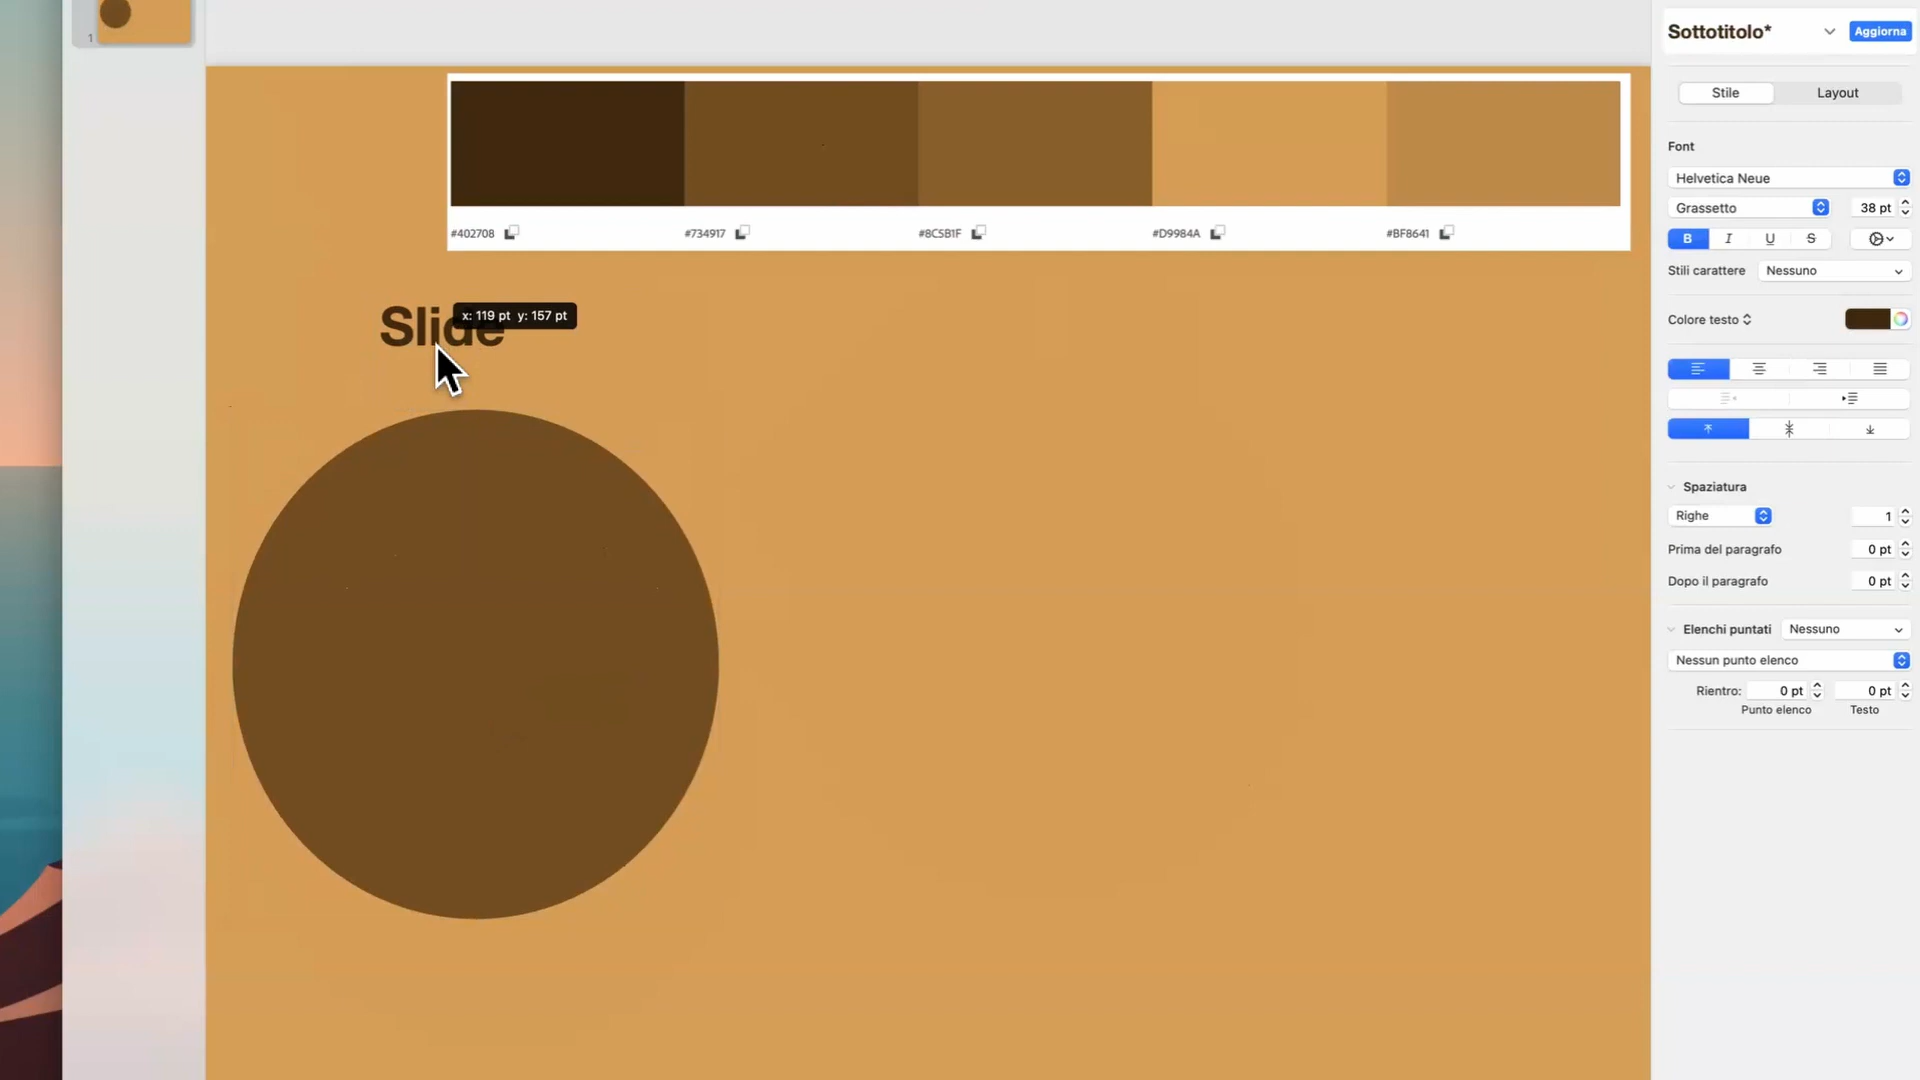 1
Sottotitolo*
Aggiorna
Stile
Layout
#402708
#734917
#8C5B1F
#D9984A
#BF8641
Font
Helvetica Neue
Grassetto
38 pt
B
I
U
S
Stili carattere
Nessuno
Slide
x: 119 pt y: 157 pt
Colore testo
Spaziatura
Righe
1
Prima del paragrafo
0 pt
Dopo il paragrafo
0 pt
Elenchi puntati
Nessuno
Nessun punto elenco
Rientro:
0 pt
0 pt
Punto elenco
Testo